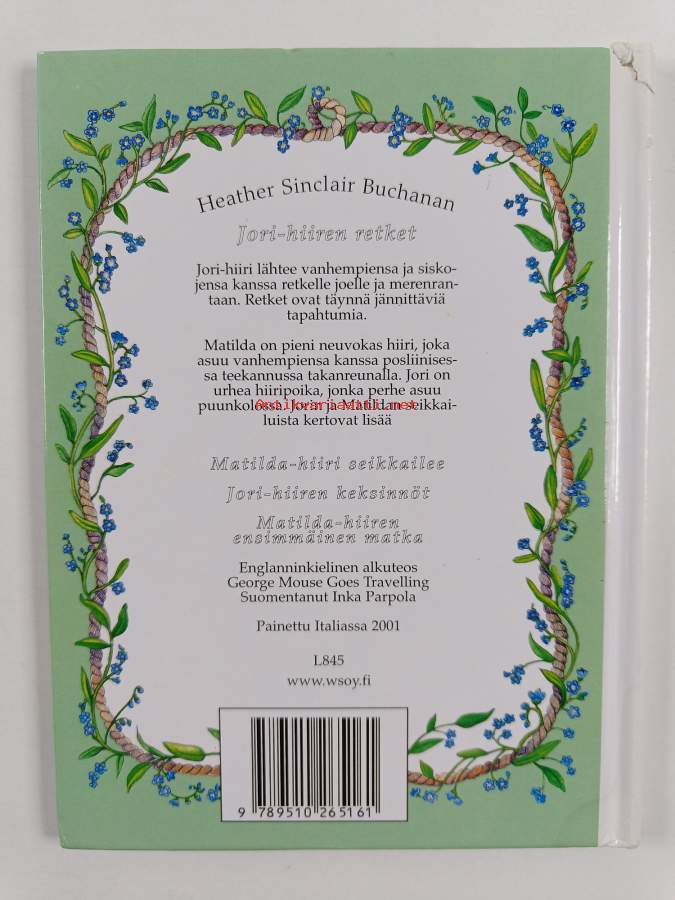 Heather Sinclair Buchanan
Jori-hiiren retket
Jori-hiiri lähtee vanhempiensa ja sisko-
jensa kanssa retkelle joelle ja merenran-
taan. Retket ovat täynnä jännittäviä
tapahtumia.
Matilda on pieni neuvokas hiiri, joka
asuu vanhempiensa kanssa posliinises-
sa teekannussa takanreunalla. Jori on
urhea hiiripoika, jonka perhe asuu
puunkolossa. Jorin ja Matildan seikkai-
Antikvariaatti.net
luista kertovat lisää
Matilda-hiiri seikkailee
Jori-hiiren keksinnöt
Matilda-hiiren
ensimmäinen matka
Englanninkielinen alkuteos
George Mouse Goes Travelling
Suomentanut Inka Parpola
Painettu Italiassa 2001
L845
www.wsoy.fi
9 789510 265161